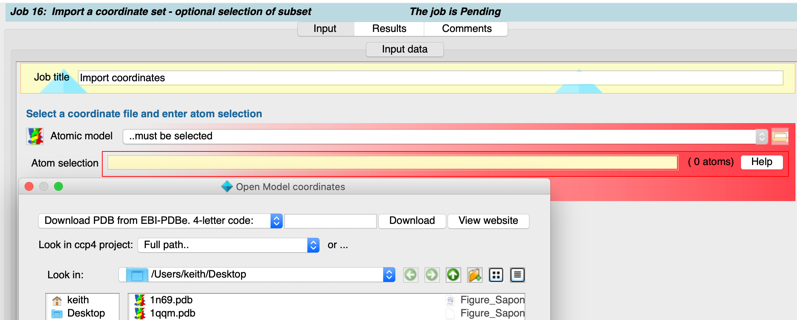 Job 16: Import a coordinate set - optional selection of subset The job is Pending
Input Results Comments
Input data
Job title Import coordinates
Select a coordinate file and enter atom selection
Atomic model ..must be selected
Atom selection ( 0 atoms) Help
Open Model coordinates
Download PDB from EBI-PDBe. 4-letter code: Download View website
Look in ccp4 project: Full path.. or ...
Look in: /Users/keith/Desktop
keith 1n69.pdb Figure_Sapon
Desktop 1qqm.pdb Figure_Sapon